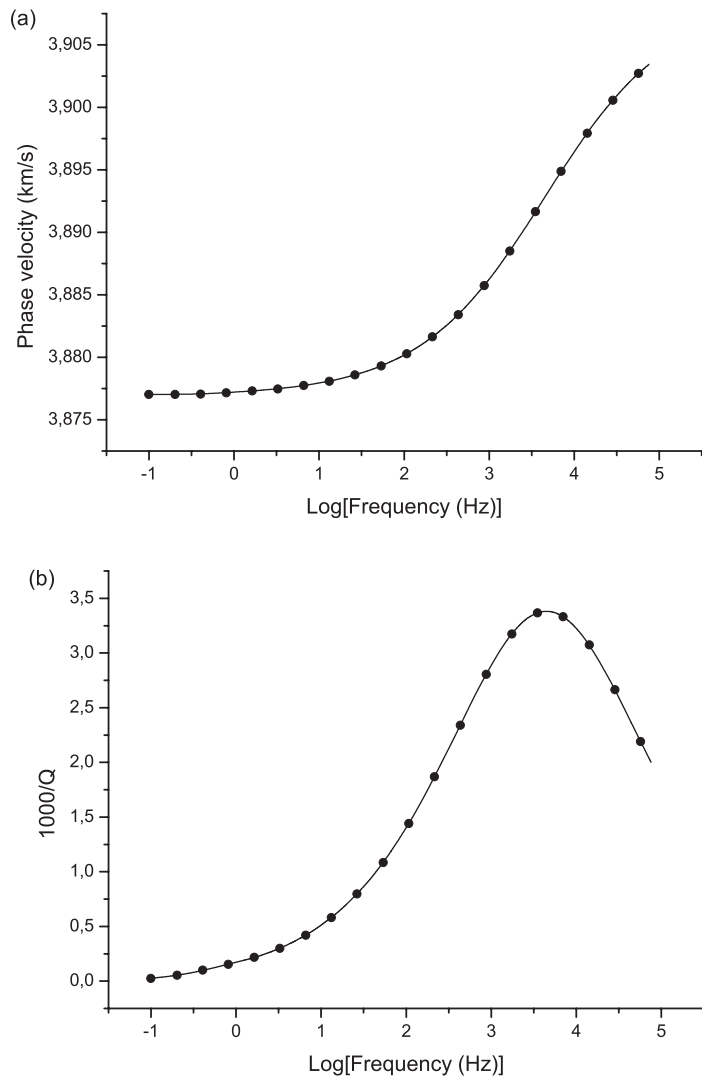 (a)
3,905
3,900
3,895
3,890
3,885
3,880
3,875
Phase velocity (km/s)
-1 0 1 2 3 4 5
Log[Frequency (Hz)]
(b)
3,5
3,0
2,5
2,0
1,5
1,0
0,5
0,0
1000/Q
-1 0 1 2 3 4 5
Log[Frequency (Hz)]